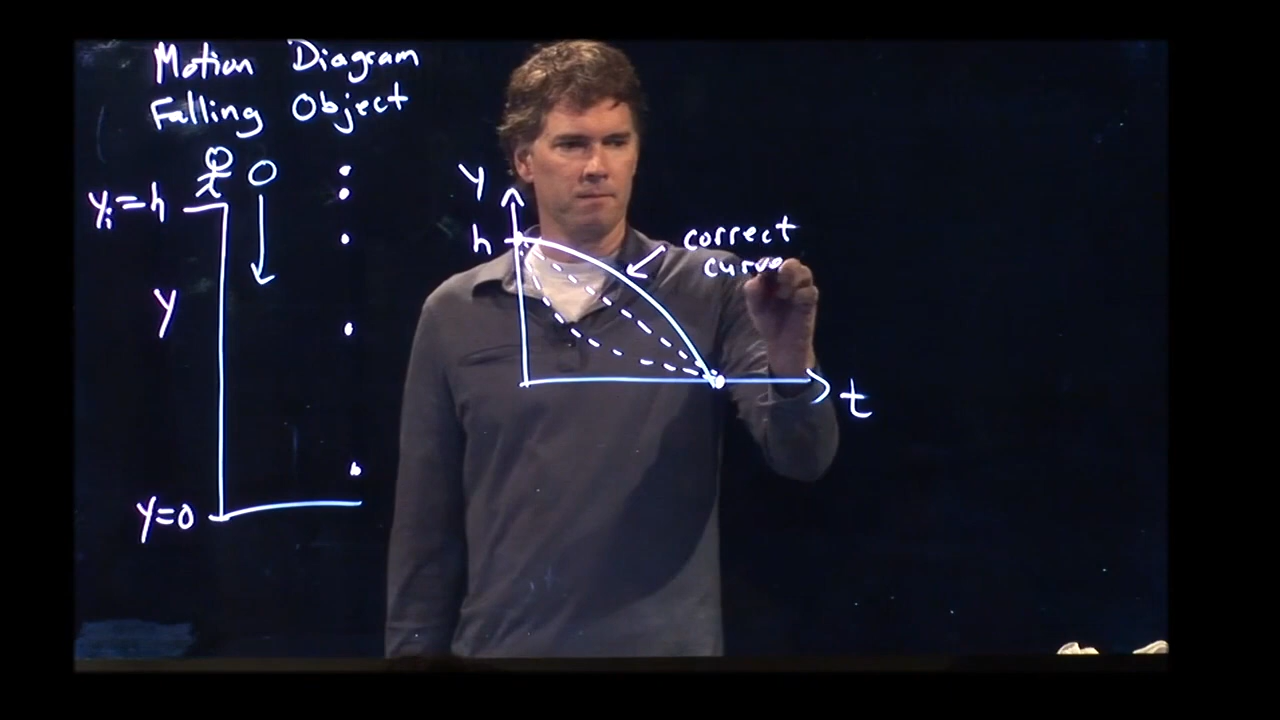 Motion Diagram
Falling Object
yi = h
y
y = 0
y
h
correct
curve
t